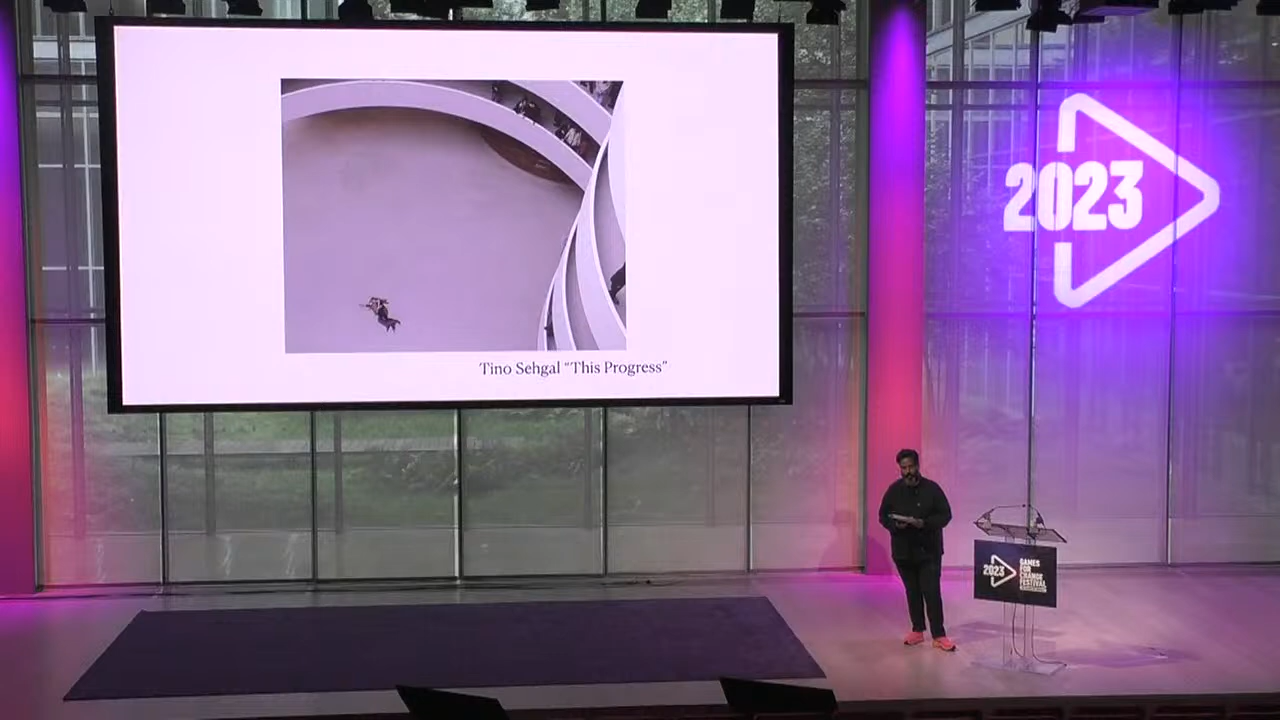 Tino Sehgal “This Progress”
2023
2023
GAMES
FOR
CHANGE
FESTIVAL